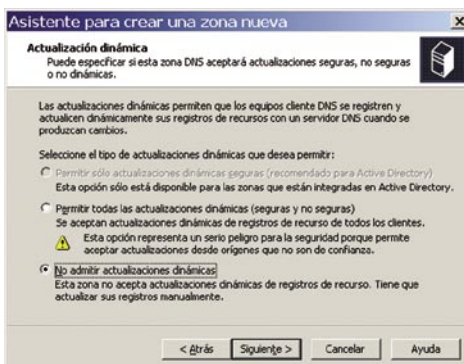 Asistente para crear una zona nueva
Actualización dinámica
Puede especificar si esta zona DNS aceptará actualizaciones seguras, no seguras
o no dinámicas.
Las actualizaciones dinámicas permiten que los equipos cliente DNS se registren y
actualicen dinámicamente sus registros de recursos con un servidor DNS cuando se
produzcan cambios.
Seleccione el tipo de actualizaciones dinámicas que desea permitir:
Permitir sólo actualizaciones dinámicas seguras (recomendado para Active Directory)
Esta opción sólo está disponible para las zonas que están integradas en Active Directory.
Permitir todas las actualizaciones dinámicas (seguras y no seguras)
Se aceptan actualizaciones dinámicas de registros de recurso de todos los clientes.
Esta opción representa un serio peligro para la seguridad porque permite
aceptar actualizaciones desde orígenes que no son de confianza.
No admitir actualizaciones dinámicas
Esta zona no acepta actualizaciones dinámicas de registros de recurso. Tiene que
actualizar sus registros manualmente.
< Atrás
Siguiente >
Cancelar
Ayuda